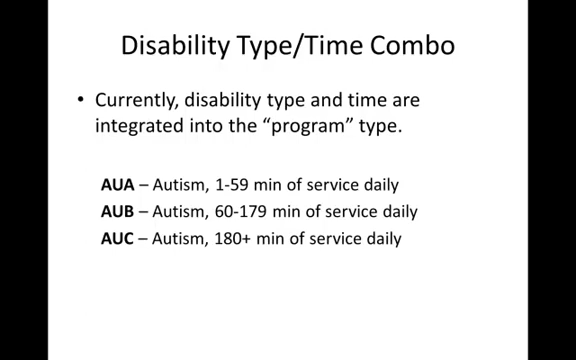 Disability Type/Time Combo
• Currently, disability type and time are
integrated into the “program” type.
AUA – Autism, 1-59 min of service daily
AUB – Autism, 60-179 min of service daily
AUC – Autism, 180+ min of service daily